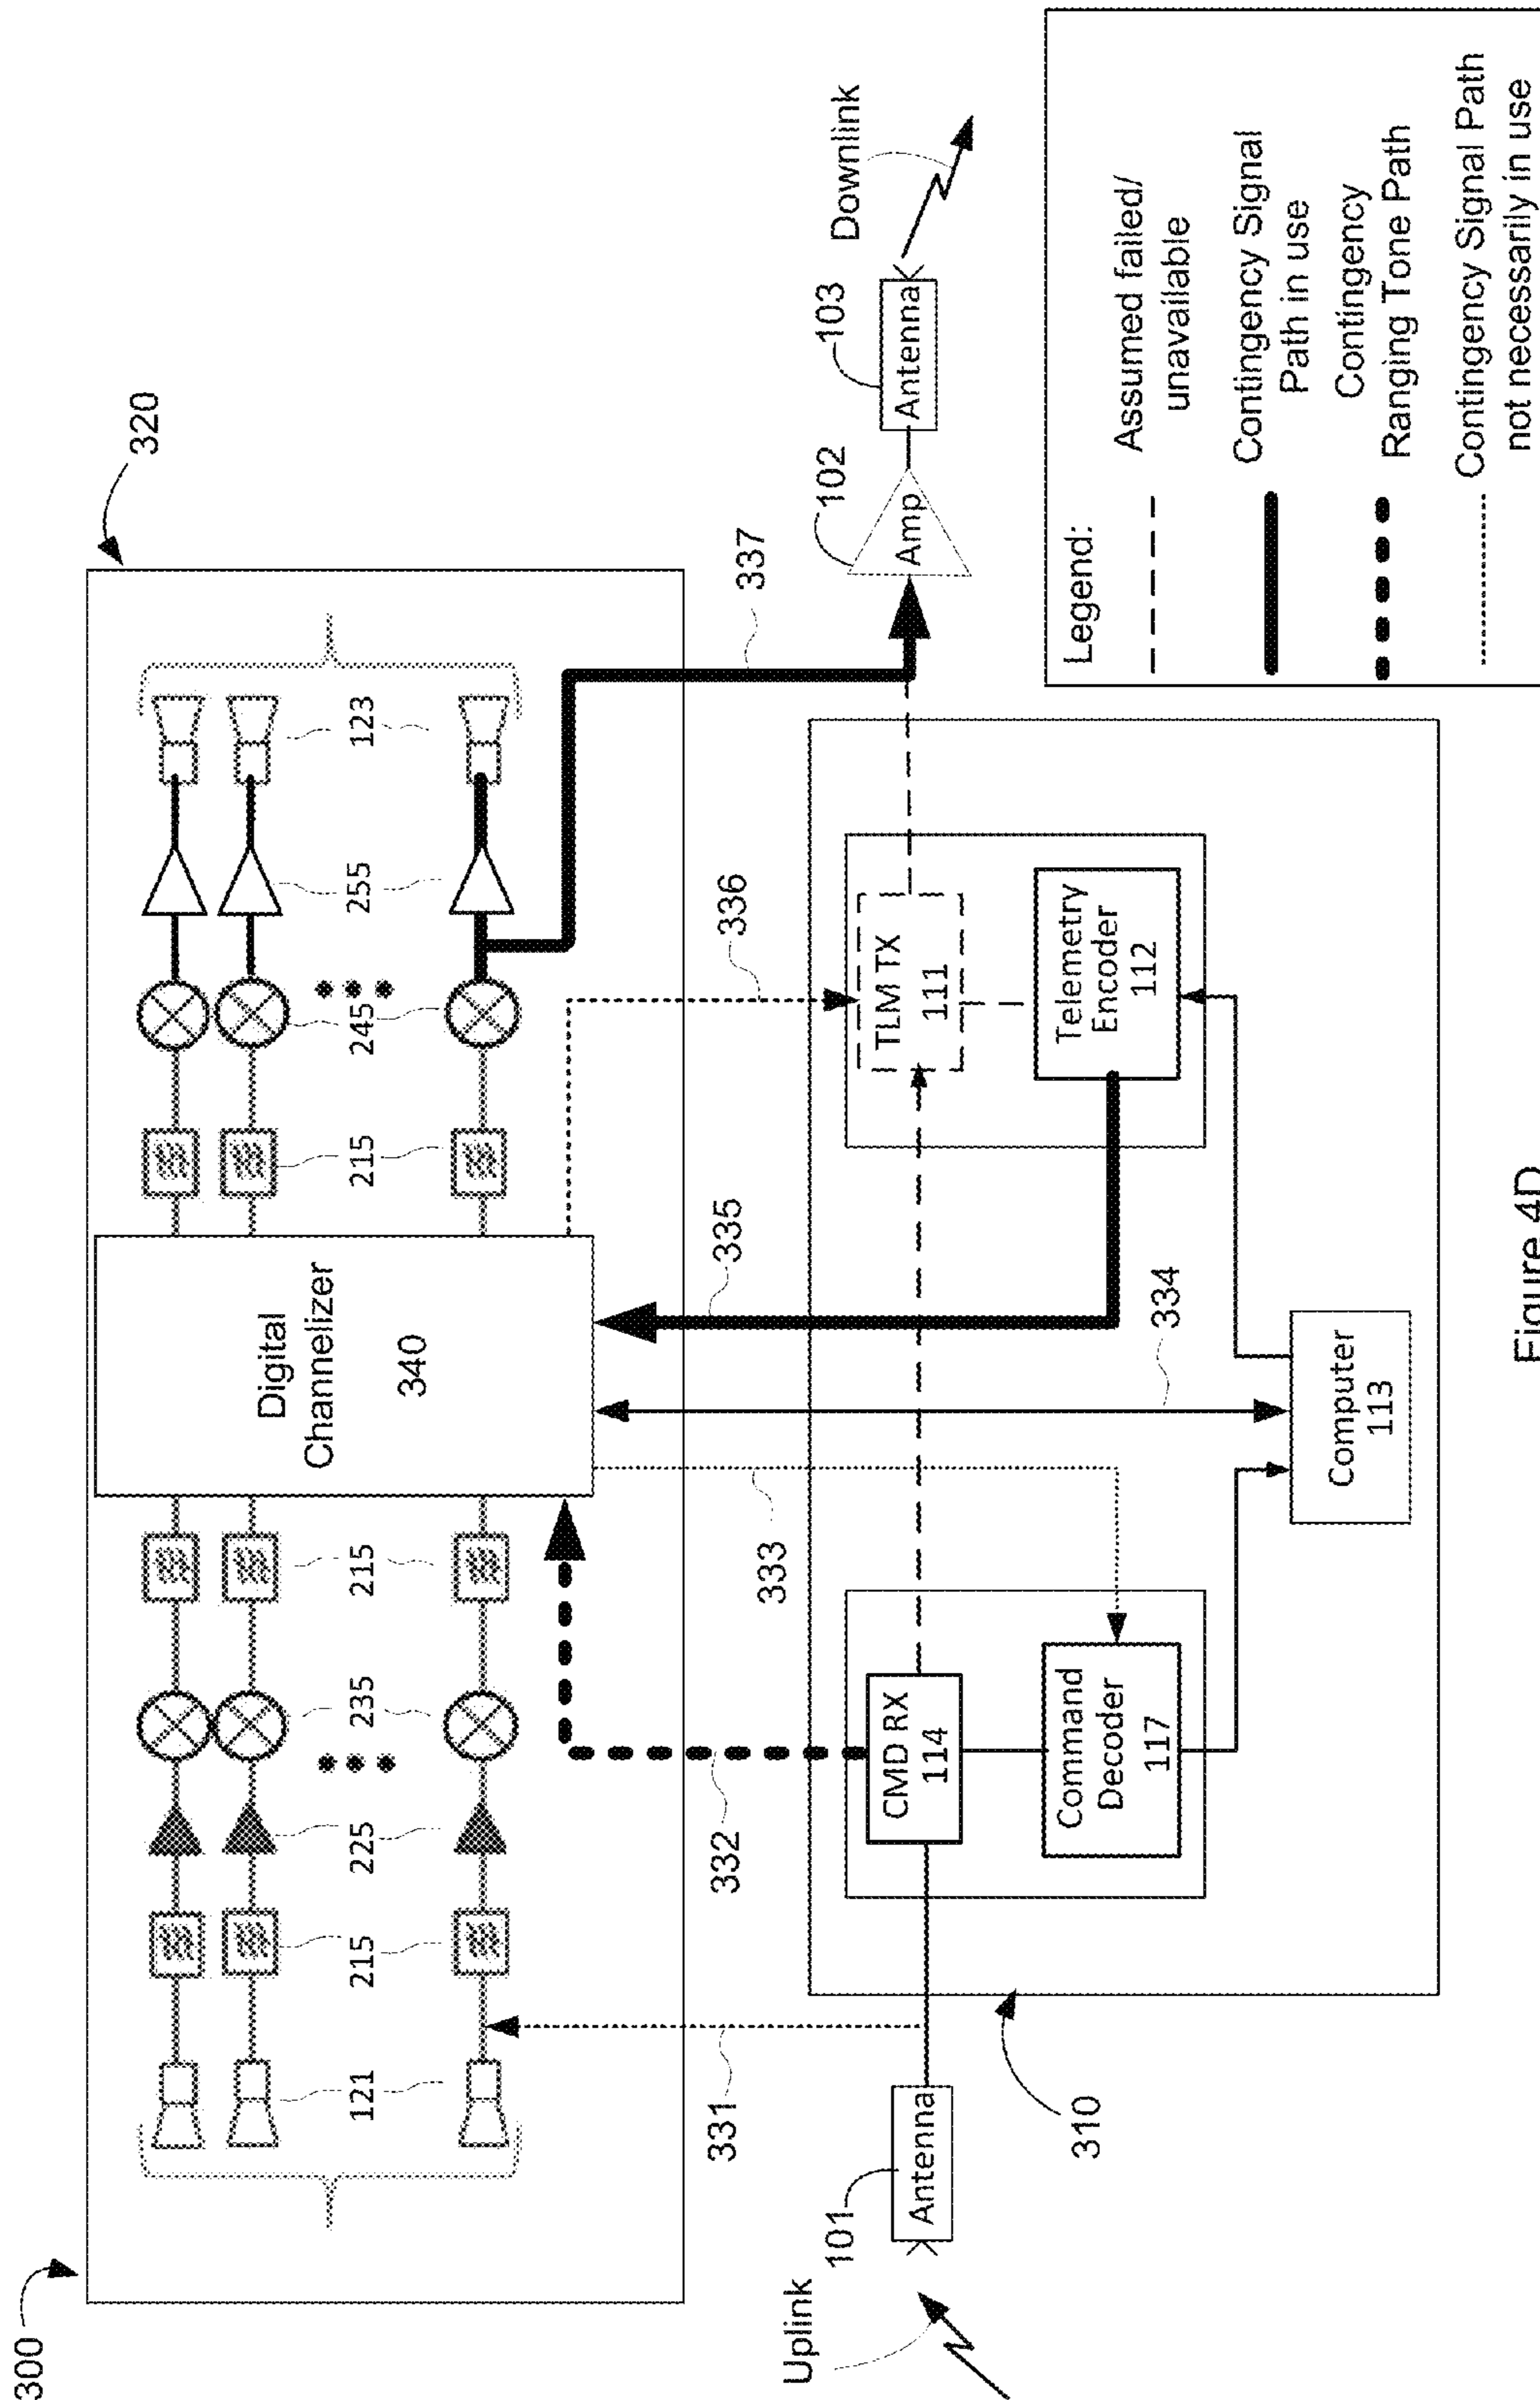 300
320
121
215
225
235
215
Digital
Channelizer
340
215
245
255
123
331
332
333
334
335
336
337
Uplink
101
Antenna
310
CMD RX
114
Command
Decoder
117
Computer
113
TLM TX
111
Telemetry
Encoder
112
102
Amp
103
Antenna
Downlink
Legend:
Assumed failed/
unavailable
Contingency Signal
Path in use
Contingency
Ranging Tone Path
Contingency Signal Path
not necessarily in use
Figure 4D